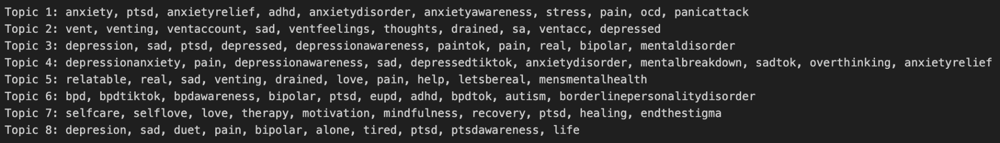 Topic 1: anxiety, ptsd, anxietyrelief, adhd, anxietydisorder, anxietyawareness, stress, pain, ocd, panicattack
Topic 2: vent, venting, ventaccount, sad, ventfeelings, thoughts, drained, sa, ventacc, depressed
Topic 3: depression, sad, ptsd, depressed, depressionawareness, paintok, pain, real, bipolar, mentaldisorder
Topic 4: depressionanxiety, pain, depressionawareness, sad, depressedtiktok, anxietydisorder, mentalbreakdown, sadtok, overthinking, anxietyrelief
Topic 5: relatable, real, sad, venting, drained, love, pain, help, letsbereal, mensmentalhealth
Topic 6: bpd, bpdtiktok, bpdawareness, bipolar, ptsd, eupd, adhd, bpdtok, autism, borderlinepersonalitydisorder
Topic 7: selfcare, selflove, love, therapy, motivation, mindfulness, recovery, ptsd, healing, endthestigma
Topic 8: depresion, sad, duet, pain, bipolar, alone, tired, ptsd, ptsdawareness, life